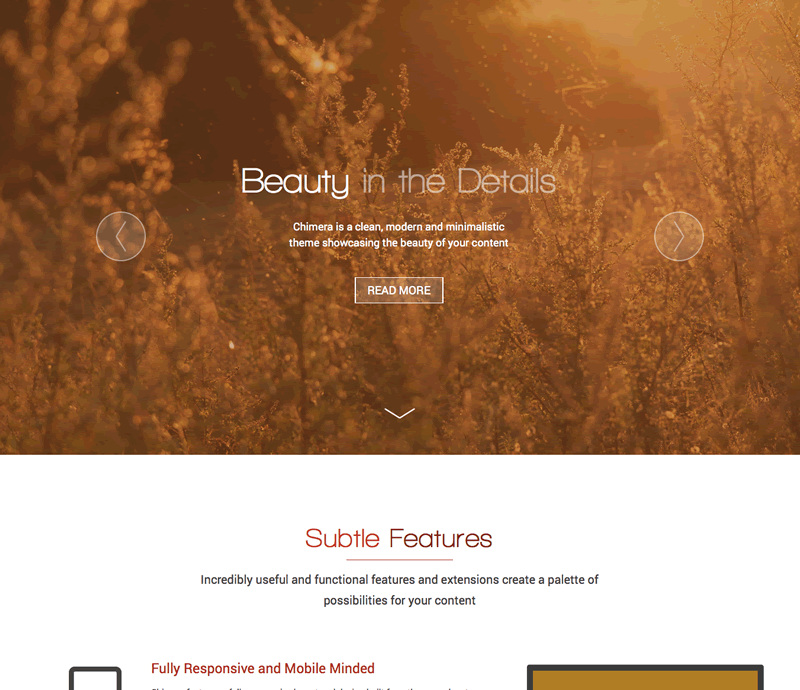 Beauty in the Details
Chimera is a clean, modern and minimalistic
theme showcasing the beauty of your content
READ MORE
Subtle Features
Incredibly useful and functional features and extensions create a palette of
possibilities for your content
Fully Responsive and Mobile Minded